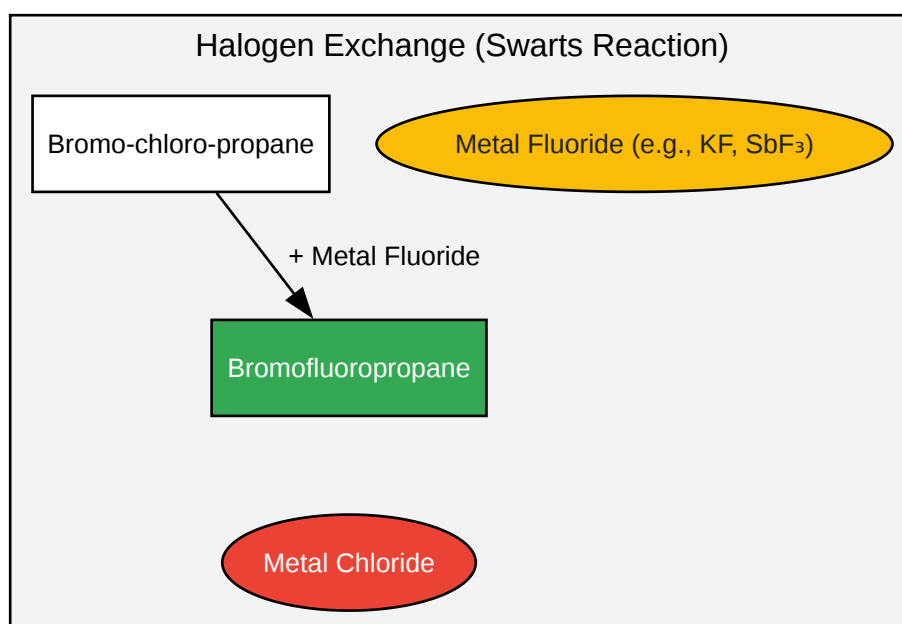 Halogen Exchange (Swarts Reaction)
Bromo-chloro-propane
Metal Fluoride (e.g., KF, SbF₃)
+ Metal Fluoride
Bromofluoropropane
Metal Chloride